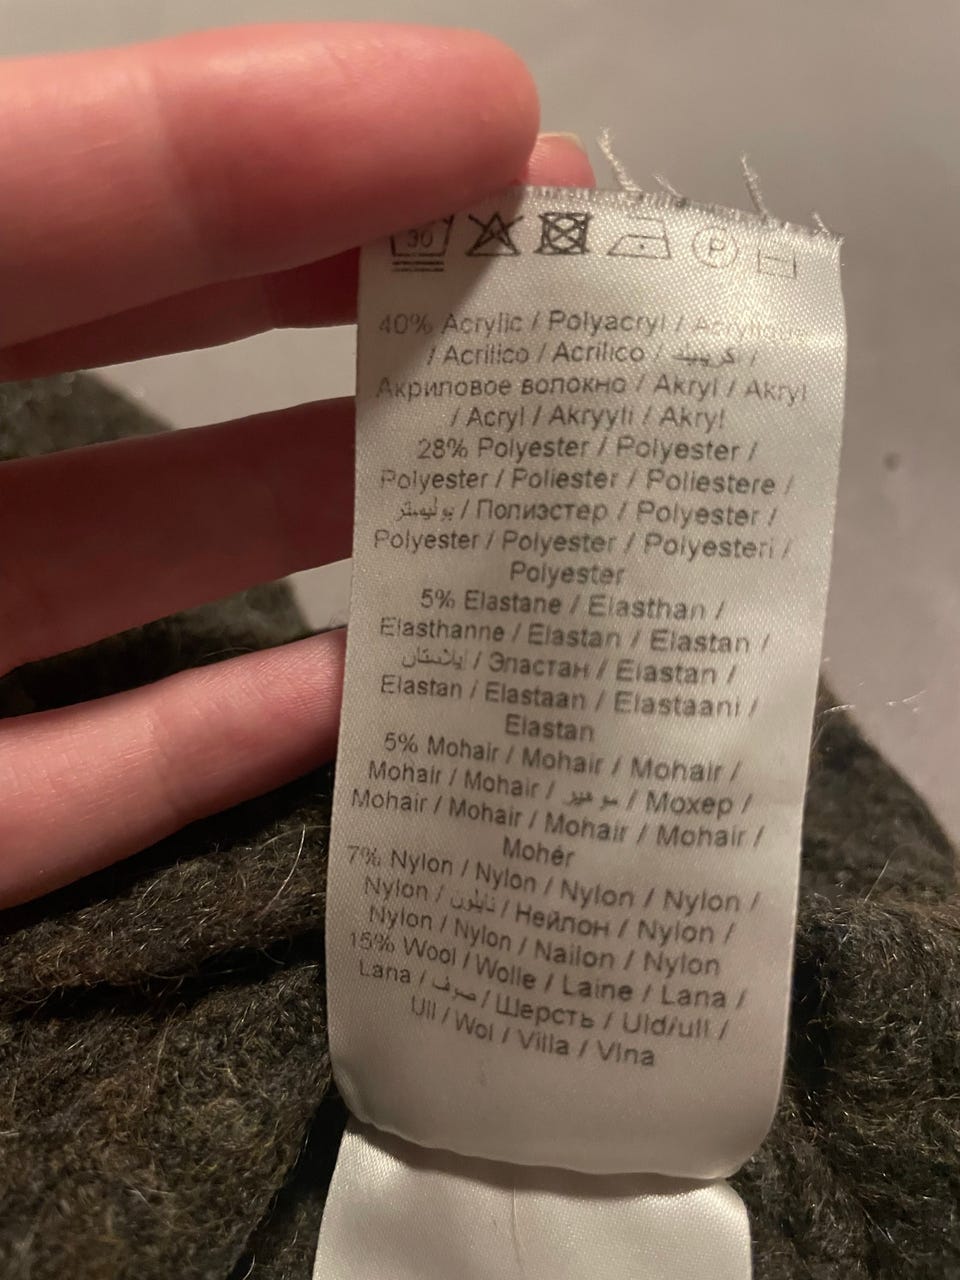 30 P
40% Acrylic / Polyacryl / Acrylique
/ Acrílico / Acrilico / اكريليك /
Акриловое волокно / Akryl / Akryl
/ Acryl / Akryyli / Akryl
28% Polyester / Polyester /
Polyester / Poliester / Poliestere /
بوليستر / Полиэстер / Polyester /
Polyester / Polyester / Polyesteri /
Polyester
5% Elastane / Elasthan /
Elasthanne / Elastan / Elastan /
إيلاستان / Эластан / Elastan /
Elastan / Elastaan / Elastaani /
Elastan
5% Mohair / Mohair / Mohair /
Mohair / Mohair / موهير / Мохер /
Mohair / Mohair / Mohair / Mohair /
Mohér
7% Nylon / Nylon / Nylon / Nylon /
Nylon / نايلون / Нейлон / Nylon /
Nylon / Nylon / Nailon / Nylon
15% Wool / Wolle / Laine / Lana /
Lana / صوف / Шерсть / Uld/ull /
Ull / Wol / Villa / Vlna